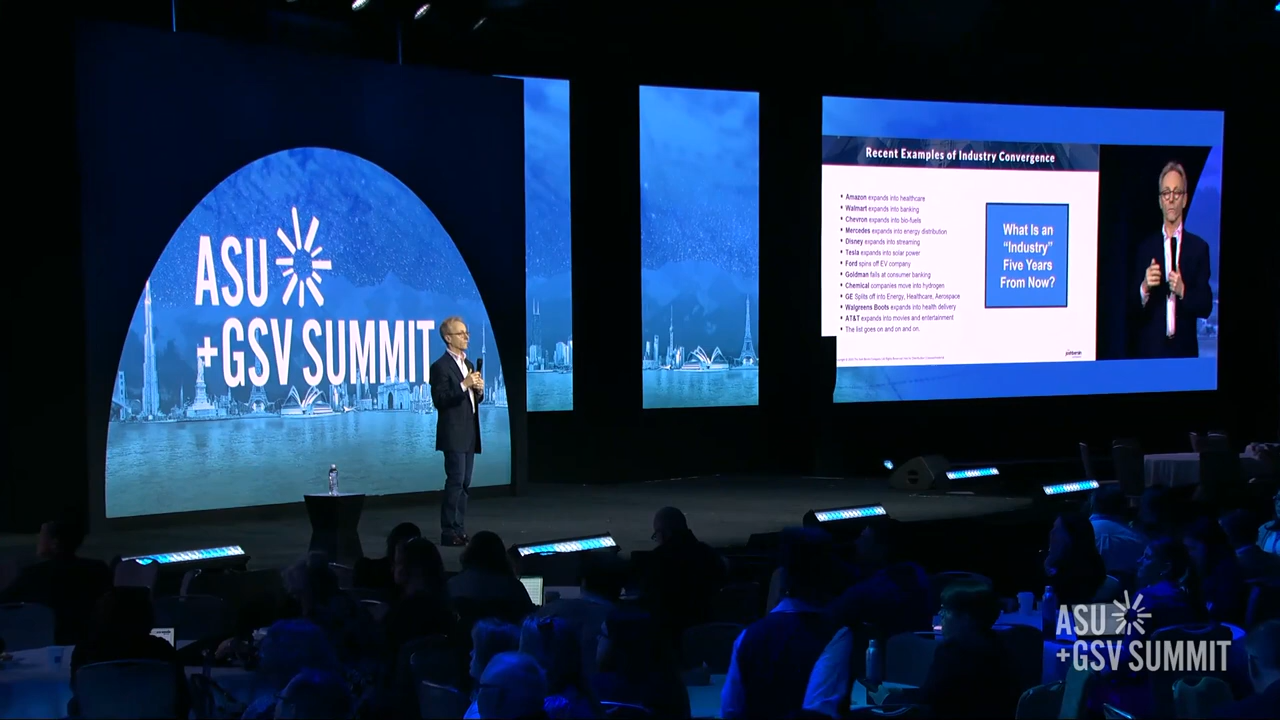 ASU
+GSV SUMMIT
Recent Examples of Industry Convergence
• Amazon expands into healthcare
• Walmart expands into banking
• Chevron expands into bio-fuels
• Mercedes expands into energy distribution
• Disney expands into streaming
• Tesla expands into solar power
• Ford spins off EV company
• Goldman fails at consumer banking
• Chemical companies move into hydrogen
• GE Splits off into Energy, Healthcare, Aerospace
• Walgreens Boots expands into health delivery
• AT&T expands into movies and entertainment
• The list goes on and on and on.
What Is an
“Industry”
Five Years
From Now?
ASU
+GSV SUMMIT